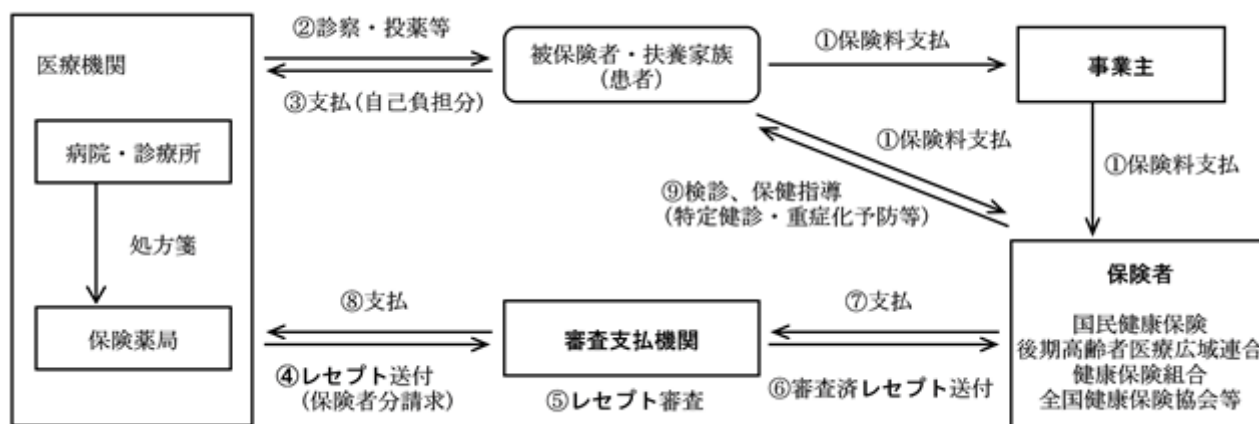 ②診察・投薬等
①保険料支払
医療機関
被保険者・扶養家族
(患者)
事業主
③支払(自己負担分)
病院・診療所
①保険料支払
①保険料支払
⑨検診、保健指導
(特定健診・重症化予防等)
処方箋
保険者
⑧支払
⑦支払
国民健康保険
後期高齢者医療広域連合
健康保険組合
全国健康保険協会等
保険薬局
審査支払機関
④レセプト送付
(保険者分請求)
⑤レセプト審査
⑥審査済レセプト送付